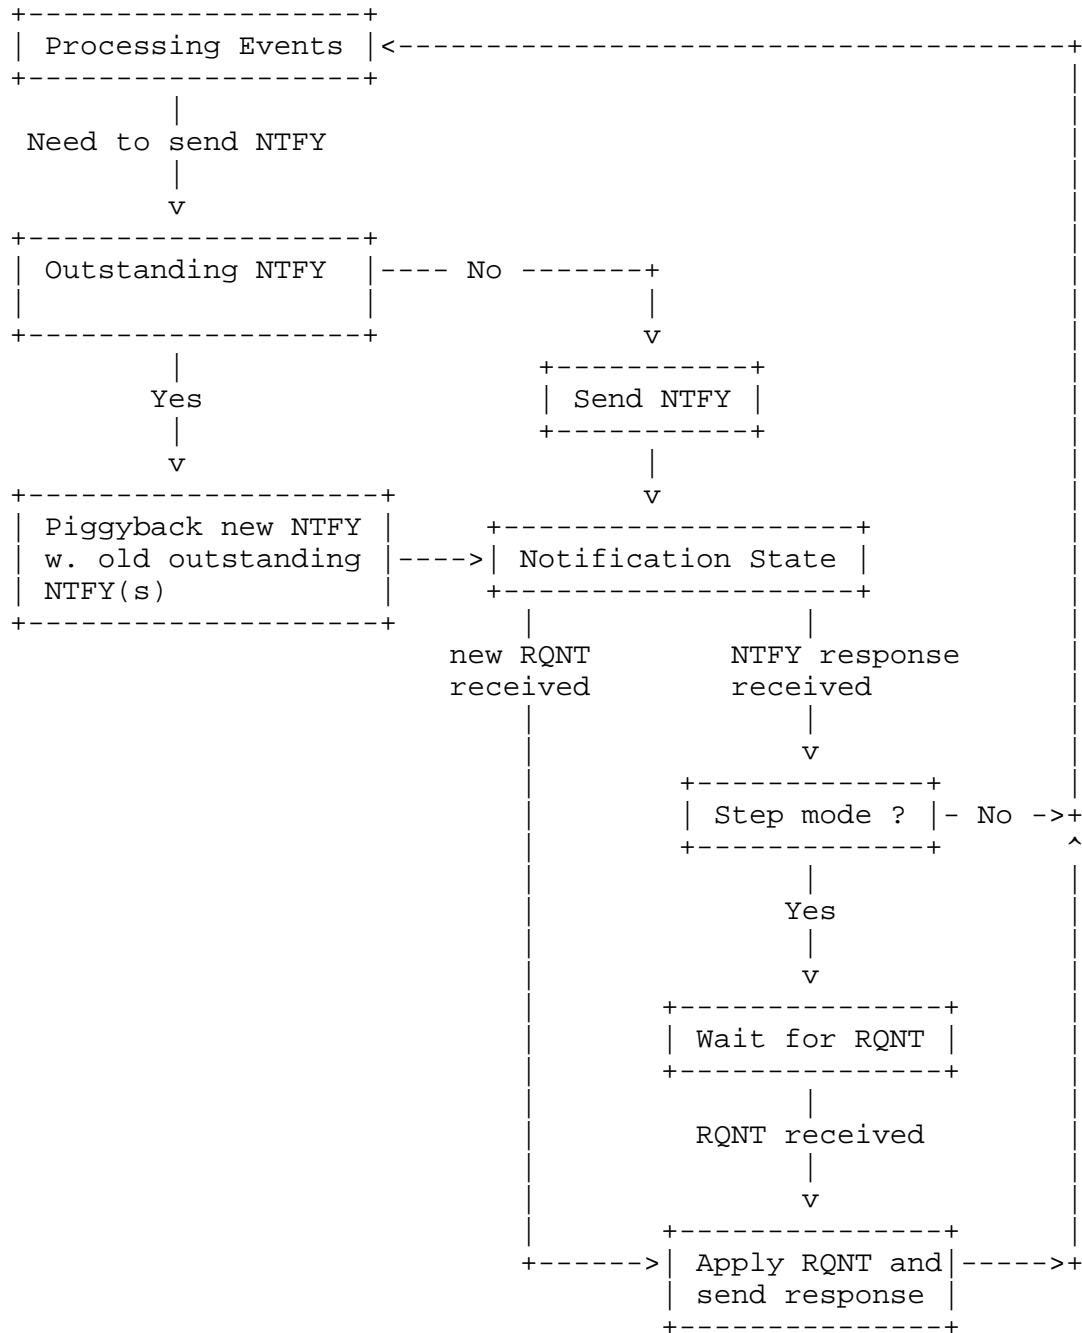 Processing Events
Need to send NTFY
Outstanding NTFY
No
Yes
Send NTFY
Piggyback new NTFY
w. old outstanding
NTFY(s)
Notification State
new RQNT
received
NTFY response
received
Step mode ?
No
Yes
Wait for RQNT
RQNT received
Apply RQNT and
send response